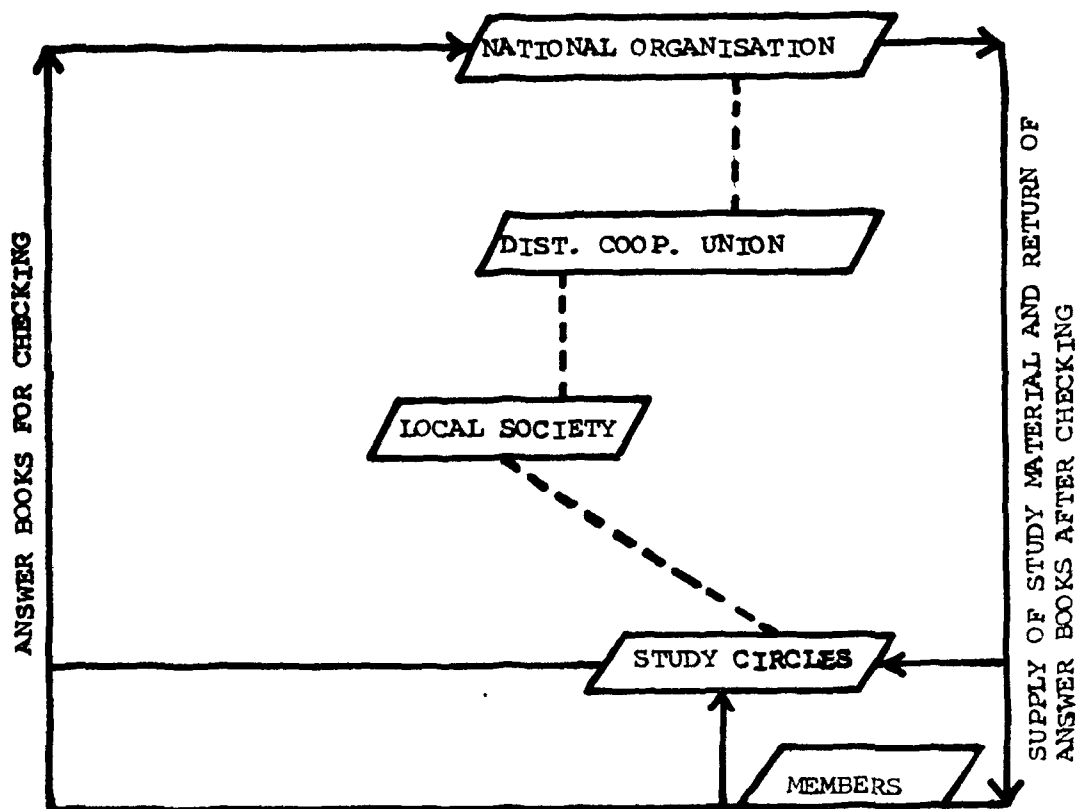 NATIONAL ORGANISATION
DIST. COOP. UNION
LOCAL SOCIETY
STUDY CIRCLES
MEMBERS
ANSWER BOOKS FOR CHECKING
SUPPLY OF STUDY MATERIAL AND RETURN OF
ANSWER BOOKS AFTER CHECKING